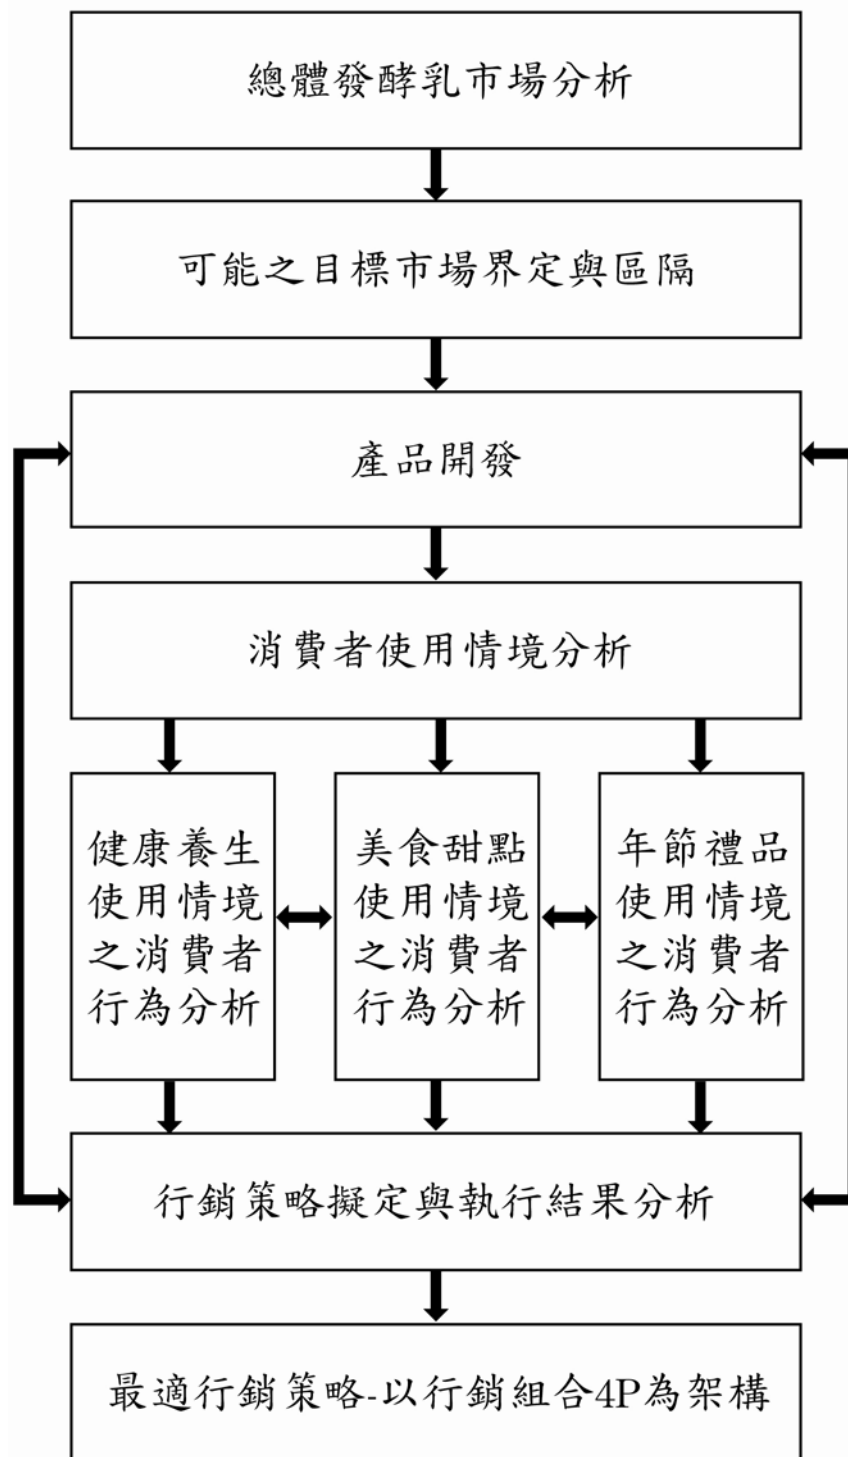 總體發酵乳市場分析
可能之目標市場界定與區隔
產品開發
消費者使用情境分析
健康養生
使用情境
之消費者
行為分析
美食甜點
使用情境
之消費者
行為分析
年節禮品
使用情境
之消費者
行為分析
行銷策略擬定與執行結果分析
最適行銷策略-以行銷組合4P為架構